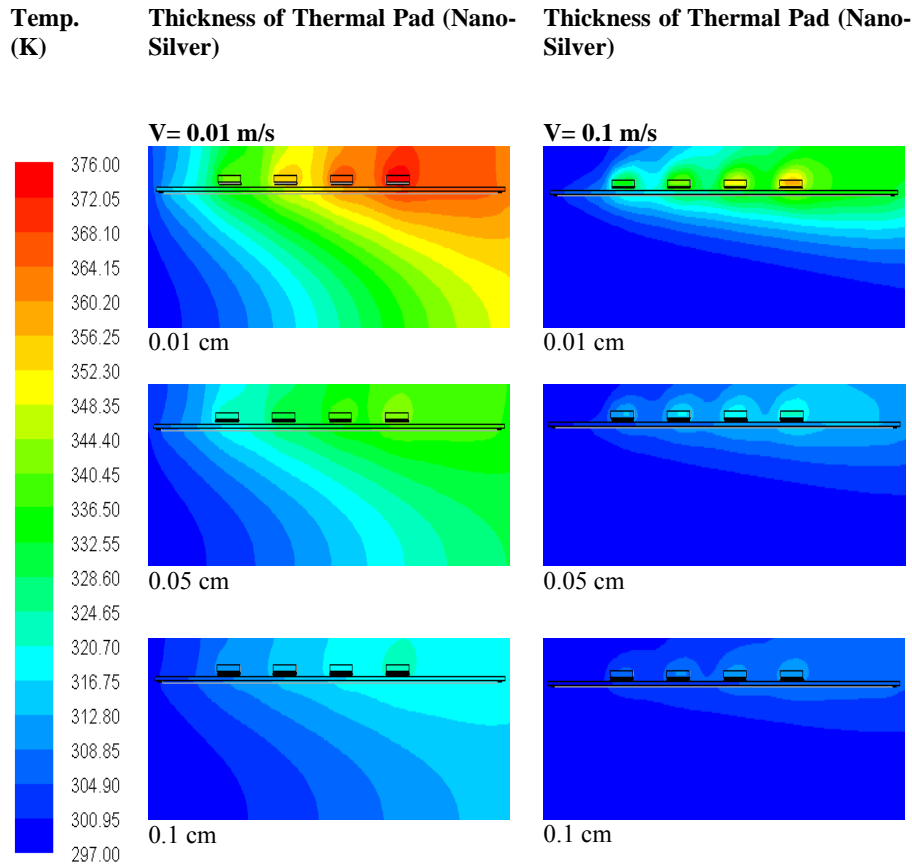 Temp.
(K)
Thickness of Thermal Pad (Nano-
Silver)
Thickness of Thermal Pad (Nano-
Silver)
V= 0.01 m/s
V= 0.1 m/s
376.00
372.05
368.10
364.15
360.20
356.25
352.30
348.35
344.40
340.45
336.50
332.55
328.60
324.65
320.70
316.75
312.80
308.85
304.90
300.95
297.00
0.01 cm
0.01 cm
0.05 cm
0.05 cm
0.1 cm
0.1 cm